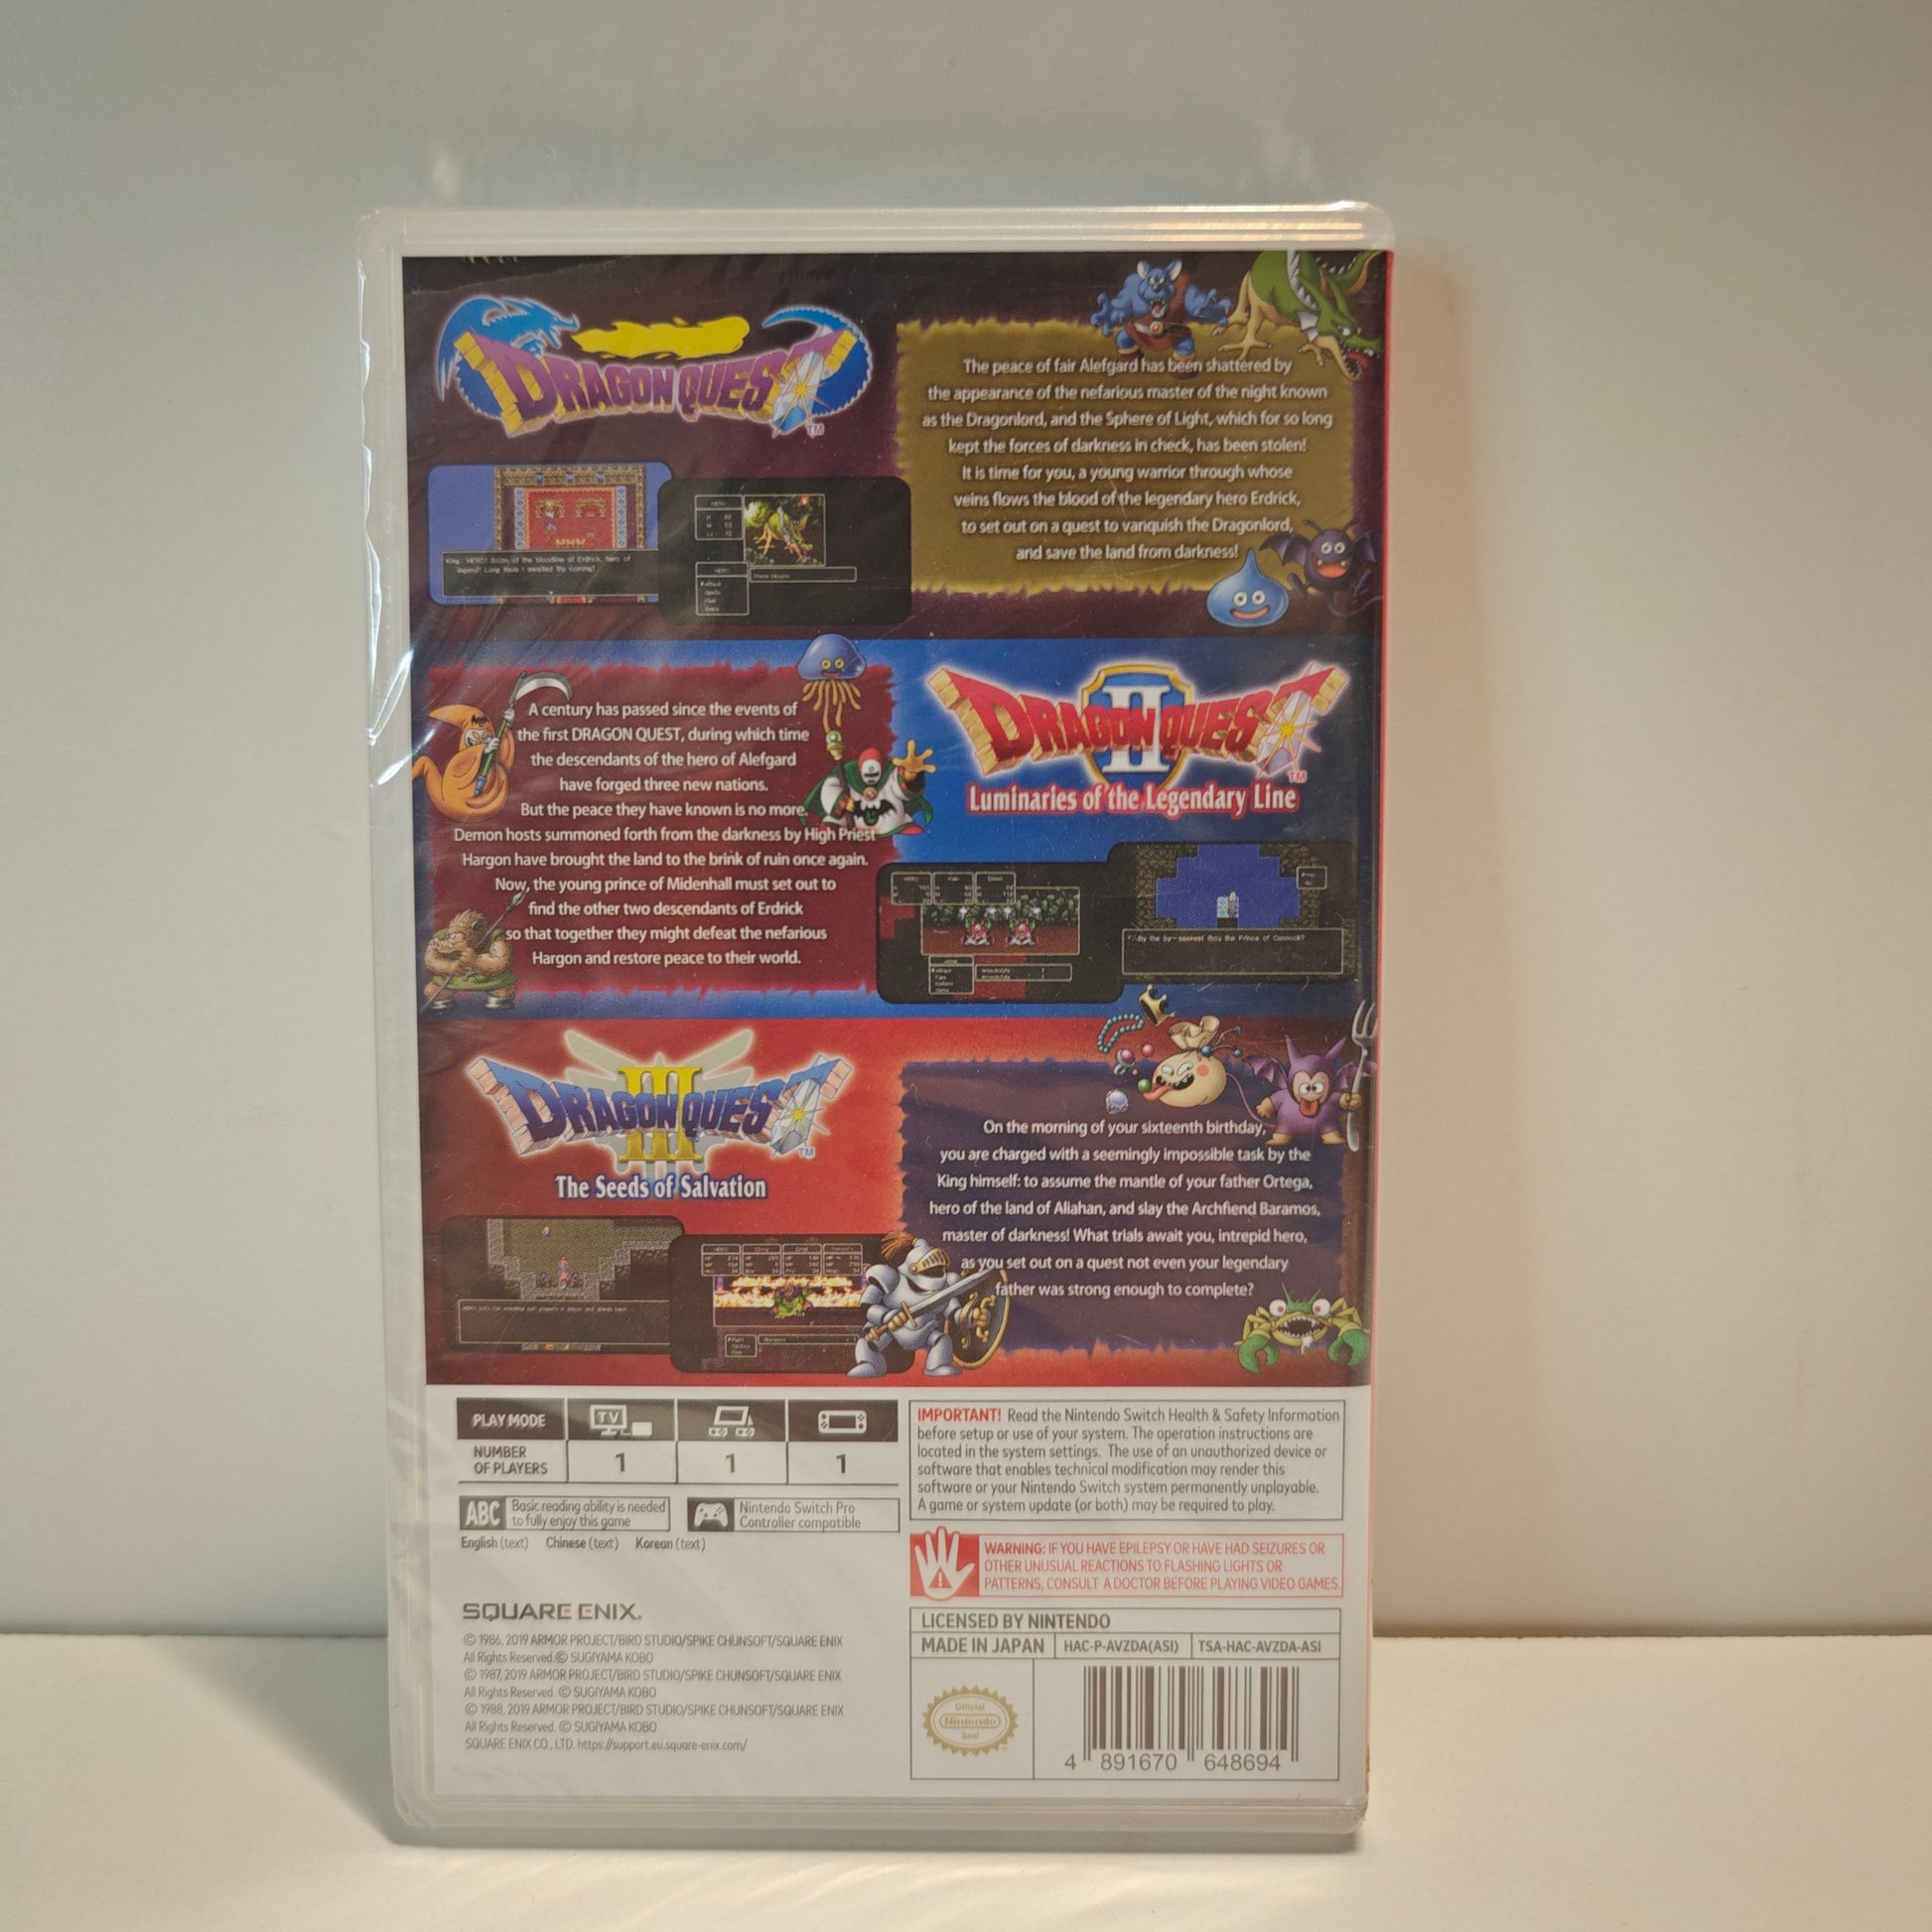 DRAGON QUEST TM
The peace of fair Alefgard has been shattered by
the appearance of the nefarious master of the night known
as the Dragonlord, and the Sphere of Light, which for so long
kept the forces of darkness in check, has been stolen!
It is time for you, a young warrior through whose
veins flows the blood of the legendary hero Erdrick,
to set out on a quest to vanquish the Dragonlord,
and save the land from darkness!
A century has passed since the events of
the first DRAGON QUEST, during which time
the descendants of the hero of Alefgard
have forged three new nations.
But the peace they have known is no more.
Demon hosts summoned forth from the darkness by High Priest
Hargon have brought the land to the brink of ruin once again.
Now, the young prince of Midenhall must set out to
find the other two descendants of Erdrick
so that together they might defeat the nefarious
Hargon and restore peace to their world.
DRAGON QUEST II TM
Luminaries of the Legendary Line
DRAGON QUEST III TM
The Seeds of Salvation
On the morning of your sixteenth birthday,
you are charged with a seemingly impossible task by the
King himself: to assume the mantle of your father Ortega,
hero of the land of Aliahan, and slay the Archfiend Baramos,
master of darkness! What trials await you, intrepid hero,
as you set out on a quest not even your legendary
father was strong enough to complete?
PLAY MODE TV
NUMBER
OF PLAYERS 1 1 1
ABC Basic reading ability is needed
to fully enjoy this game
Nintendo Switch Pro
Controller compatible
English (text) Chinese (text) Korean (text)
IMPORTANT! Read the Nintendo Switch Health & Safety Information
before setup or use of your system. The operation instructions are
located in the system settings. The use of an unauthorized device or
software that enables technical modification may render this
software or your Nintendo Switch system permanently unplayable.
A game or system update (or both) may be required to play.
WARNING: IF YOU HAVE EPILEPSY OR HAVE HAD SEIZURES OR
OTHER UNUSUAL REACTIONS TO FLASHING LIGHTS OR
PATTERNS, CONSULT A DOCTOR BEFORE PLAYING VIDEO GAMES.
SQUARE ENIX.
© 1986, 2019 ARMOR PROJECT/BIRD STUDIO/SPIKE CHUNSOFT/SQUARE ENIX
All Rights Reserved.© SUGIYAMA KOBO
© 1987, 2019 ARMOR PROJECT/BIRD STUDIO/SPIKE CHUNSOFT/SQUARE ENIX
All Rights Reserved. © SUGIYAMA KOBO
© 1988, 2019 ARMOR PROJECT/BIRD STUDIO/SPIKE CHUNSOFT/SQUARE ENIX
All Rights Reserved. © SUGIYAMA KOBO
SQUARE ENIX CO., LTD. https://support.eu.square-enix.com/
LICENSED BY NINTENDO
MADE IN JAPAN HAC-P-AVZDA(ASI) TSA-HAC-AVZDA-ASI
Official
Nintendo
Seal
4 891670 648694